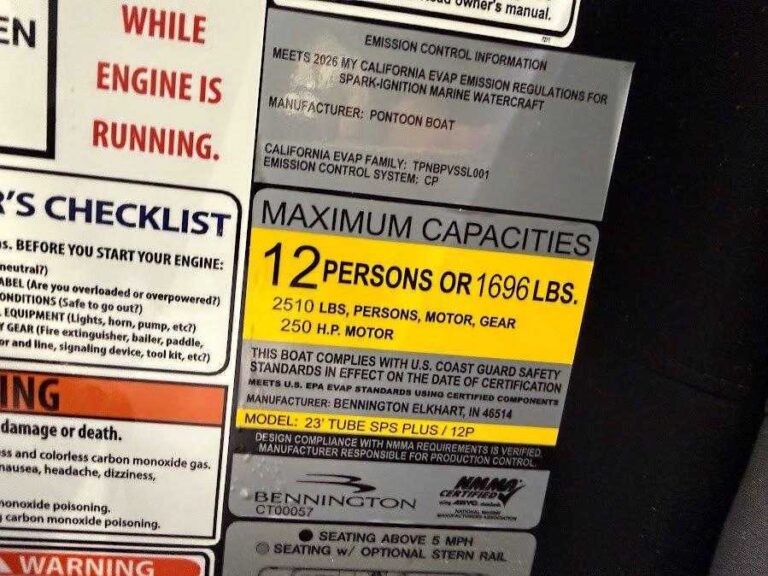 owner's manual.
EN
WHILE
ENGINE IS
RUNNING.
EMISSION CONTROL INFORMATION
MEETS 2026 MY CALIFORNIA EVAP EMISSION REGULATIONS FOR
SPARK-IGNITION MARINE WATERCRAFT
MANUFACTURER: PONTOON BOAT
CALIFORNIA EVAP FAMILY: TPNBPVSSL001
EMISSION CONTROL SYSTEM: CP
'S CHECKLIST
s. BEFORE YOU START YOUR ENGINE:
neutral?)
ABEL (Are you overloaded or overpowered?)
ONDITIONS (Safe to go out?)
EQUIPMENT (Lights, horn, pump, etc?)
Y GEAR (Fire extinguisher, bailer, paddle,
or and line, signaling device, tool kit, etc?)
MAXIMUM CAPACITIES
12 PERSONS OR 1696 LBS.
2510 LBS, PERSONS, MOTOR, GEAR
250 H.P. MOTOR
THIS BOAT COMPLIES WITH U.S. COAST GUARD SAFETY
STANDARDS IN EFFECT ON THE DATE OF CERTIFICATION
MEETS U.S. EPA EVAP STANDARDS USING CERTIFIED COMPONENTS
MANUFACTURER: BENNINGTON ELKHART, IN 46514
MODEL: 23' TUBE SPS PLUS / 12P
DESIGN COMPLIANCE WITH NMMA REQUIREMENTS IS VERIFIED.
MANUFACTURER RESPONSIBLE FOR PRODUCTION CONTROL.
ING
damage or death.
ss and colorless carbon monoxide gas.
nausea, headache, dizziness,
monoxide poisoning.
carbon monoxide poisoning.
WARNING
BENNINGTON
CT00057
NMMA
CERTIFIED
NATIONAL MARINE
MANUFACTURERS ASSOCIATION
SEATING ABOVE 5 MPH
SEATING w/ OPTIONAL STERN RAIL